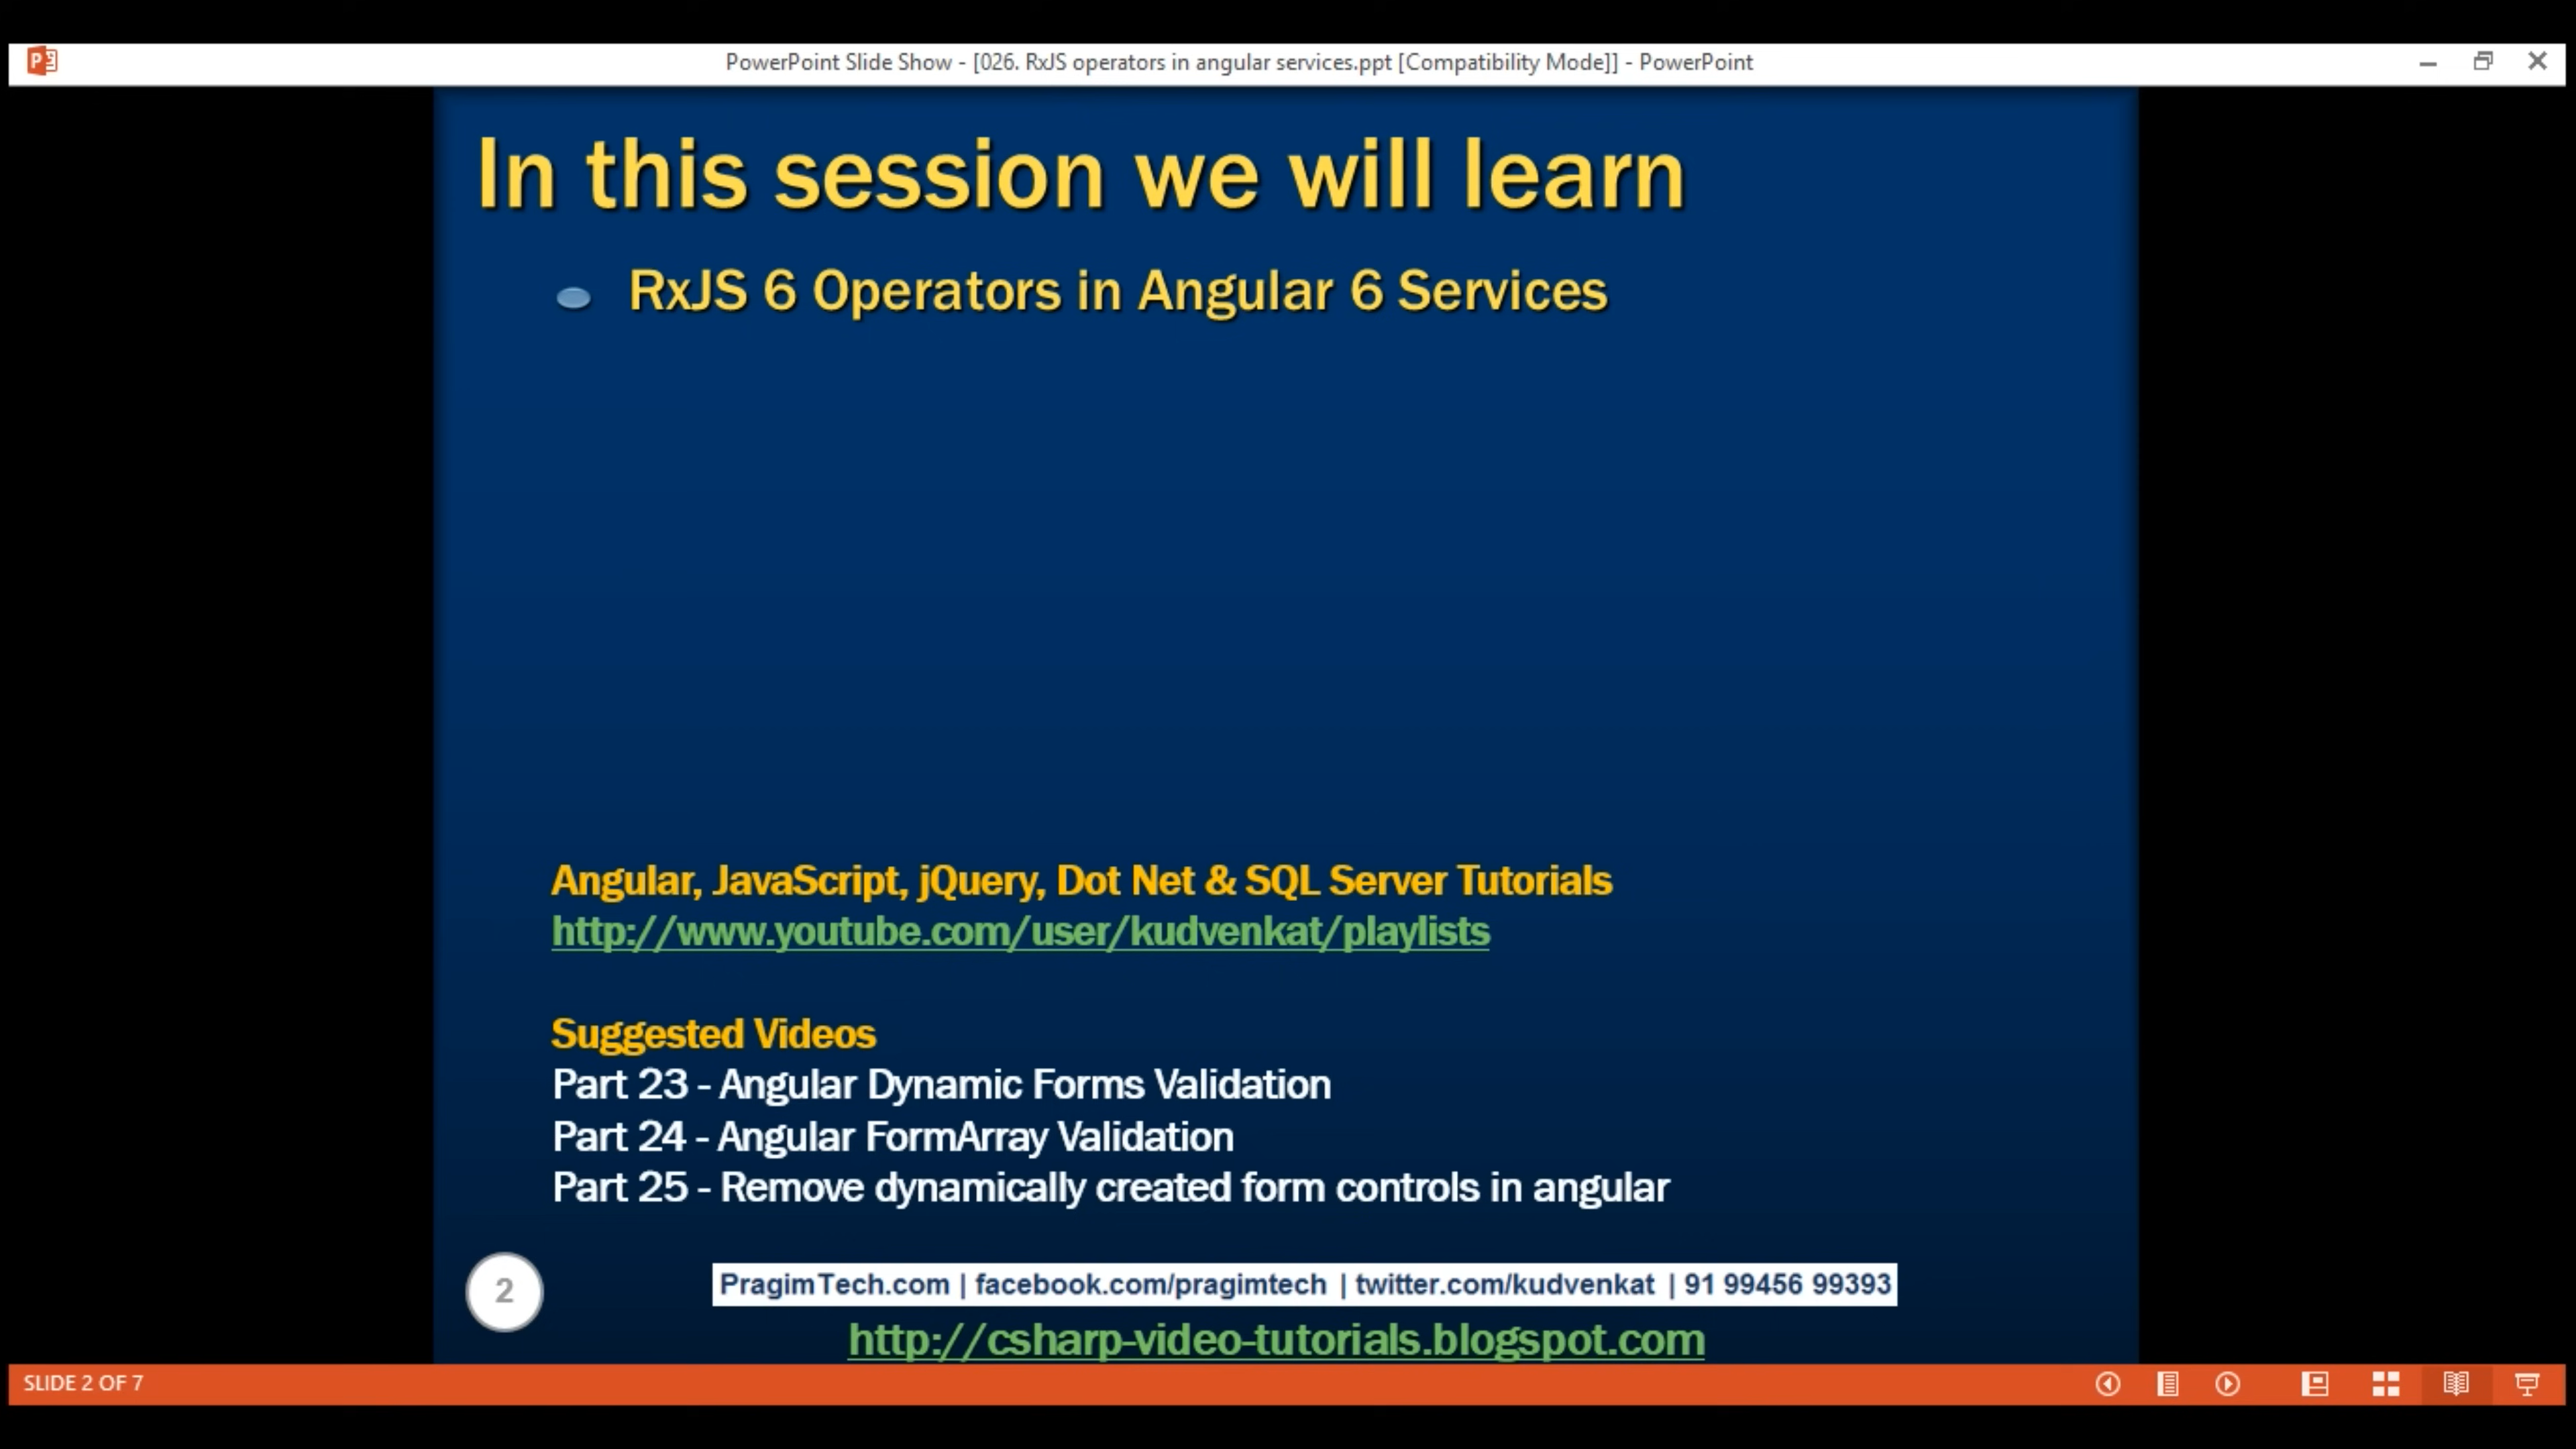 PowerPoint Slide Show - [026. RxJS operators in angular services.ppt [Compatibility Mode]] - PowerPoint
In this session we will learn
RxJS 6 Operators in Angular 6 Services
Angular, JavaScript, jQuery, Dot Net & SQL Server Tutorials
http://www.youtube.com/user/kudvenkat/playlists
Suggested Videos
Part 23 - Angular Dynamic Forms Validation
Part 24 - Angular FormArray Validation
Part 25 - Remove dynamically created form controls in angular
2
PragimTech.com | facebook.com/pragimtech | twitter.com/kudvenkat | 91 99456 99393
http://csharp-video-tutorials.blogspot.com
SLIDE 2 OF 7